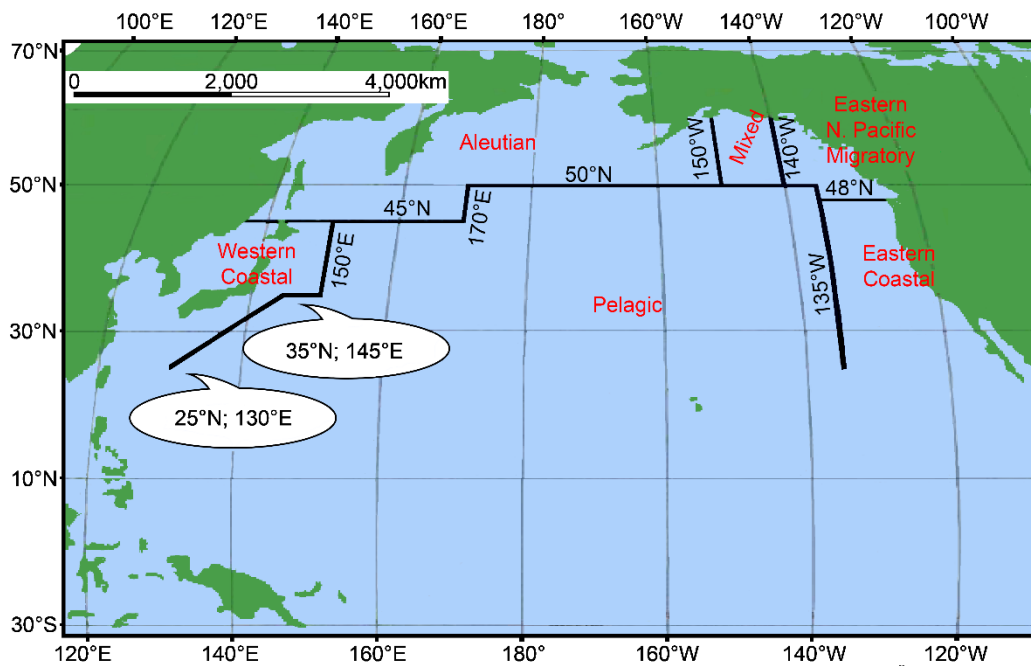 100°E 120°E 140°E 160°E 180° 160°W 140°W 120°W 100°W
70°N
0 2,000 4,000km
Eastern
N. Pacific
Migratory
Mixed
150°W
140°W
Aleutian
50°N
50°N
48°N
45°N
170°E
Western
Coastal
150°E
Eastern
Coastal
135°W
Pelagic
30°N
35°N; 145°E
25°N; 130°E
10°N
30°S
120°E 140°E 160°E 180° 160°W 140°W 120°W